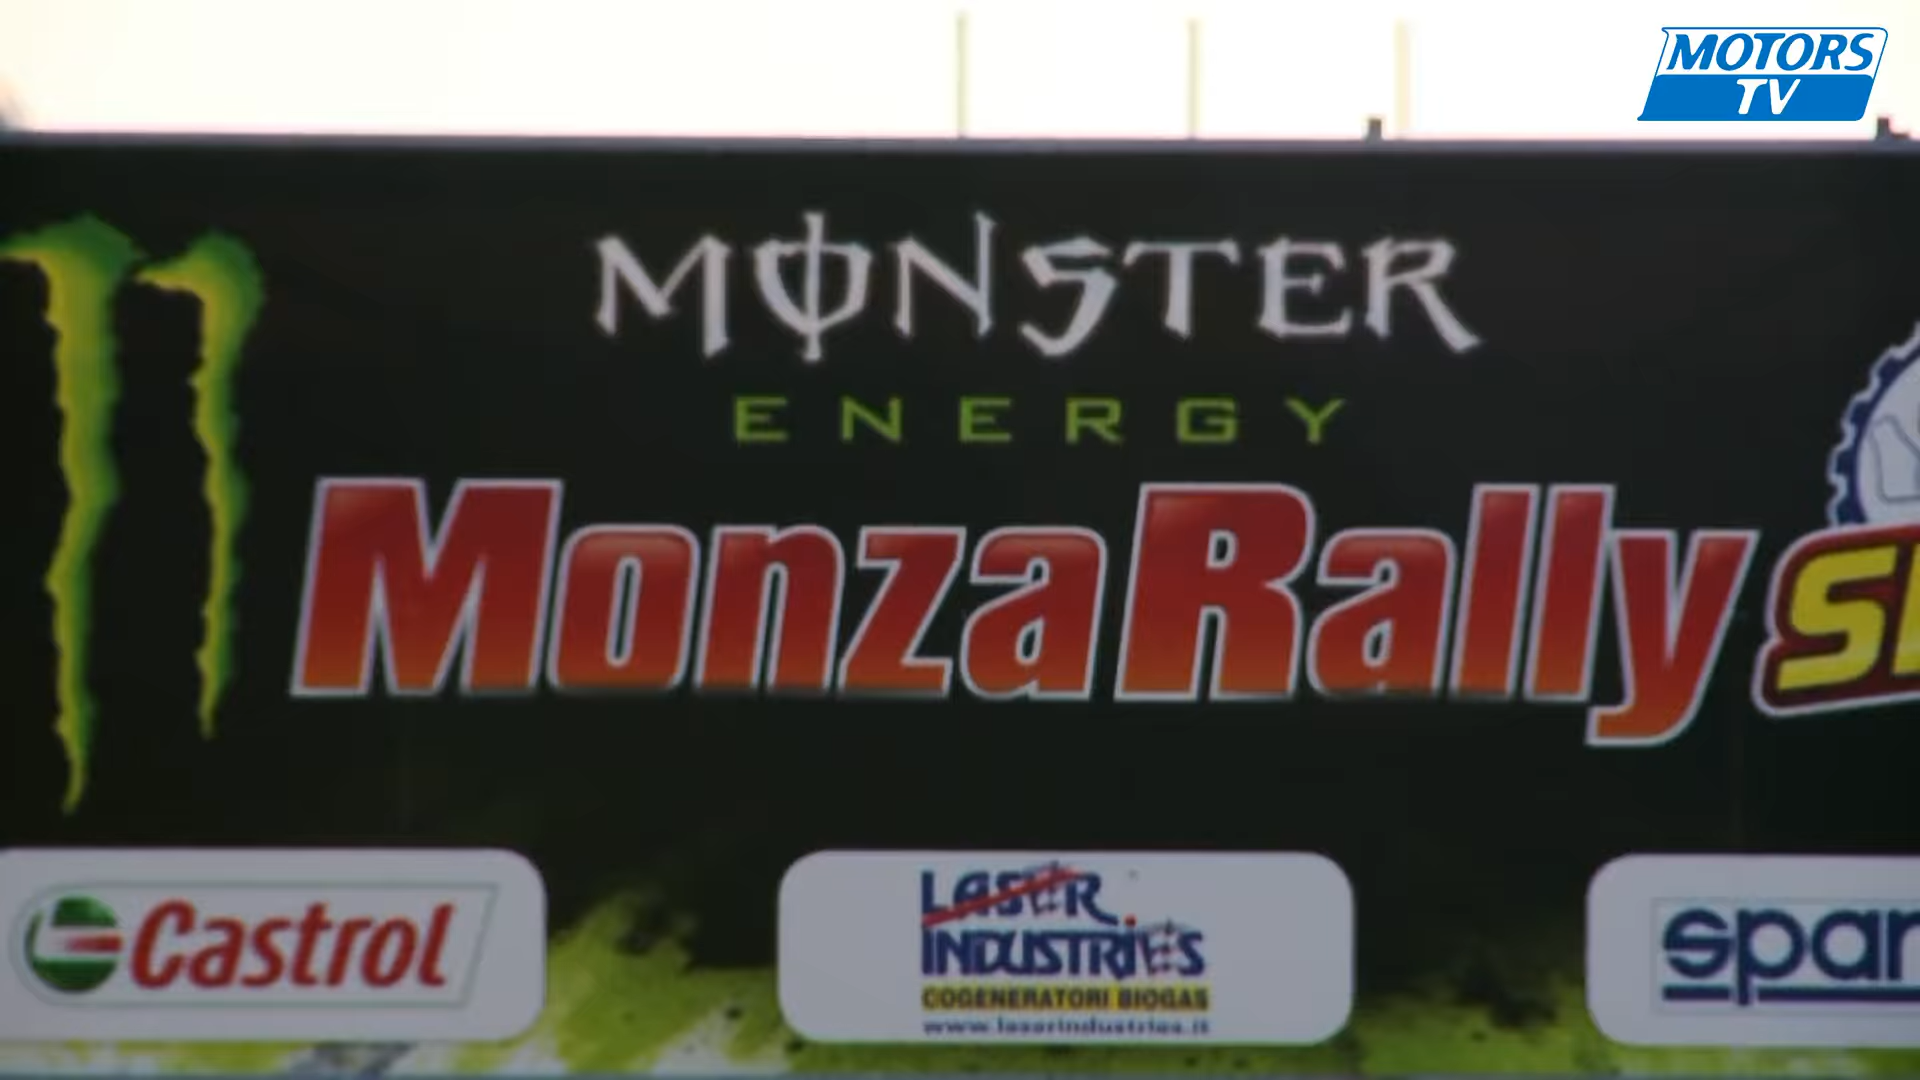 MOTORS
TV
MONSTER
ENERGY
MonzaRally
Castrol
LASER
INDUSTRIES
COGENERATORI BIOGAS
www.laserindustries.it